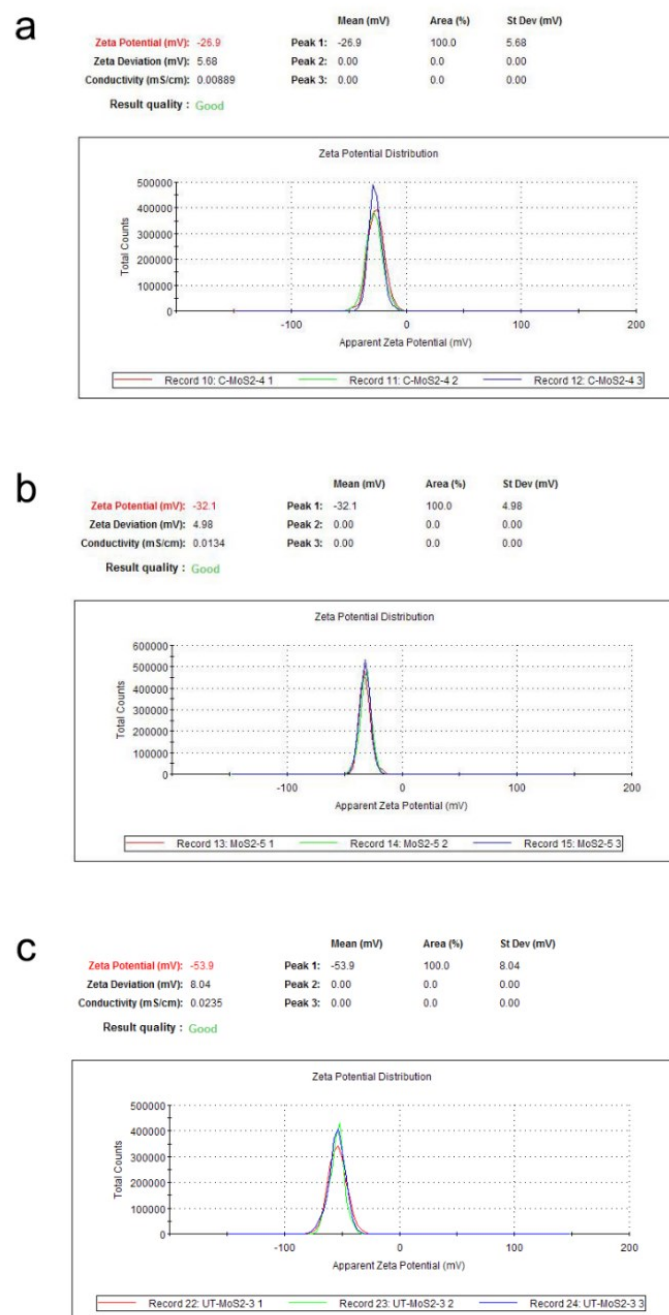 a
Mean (mV) Area (%) St Dev (mV)
Zeta Potential (mV): -26.9 Peak 1: -26.9 100.0 5.68
Zeta Deviation (mV): 5.68 Peak 2: 0.00 0.0 0.00
Conductivity (mS/cm): 0.00889 Peak 3: 0.00 0.0 0.00
Result quality : Good
Zeta Potential Distribution
500000
400000
300000
200000
100000
0
Total Counts
-100 0 100 200
Apparent Zeta Potential (mV)
Record 10: C-MoS2-4 1 Record 11: C-MoS2-4 2 Record 12: C-MoS2-4 3
b
Mean (mV) Area (%) St Dev (mV)
Zeta Potential (mV): -32.1 Peak 1: -32.1 100.0 4.98
Zeta Deviation (mV): 4.98 Peak 2: 0.00 0.0 0.00
Conductivity (mS/cm): 0.0134 Peak 3: 0.00 0.0 0.00
Result quality : Good
Zeta Potential Distribution
600000
500000
400000
300000
200000
100000
0
Total Counts
-100 0 100 200
Apparent Zeta Potential (mV)
Record 13: MoS2-5 1 Record 14: MoS2-5 2 Record 15: MoS2-5 3
c
Mean (mV) Area (%) St Dev (mV)
Zeta Potential (mV): -53.9 Peak 1: -53.9 100.0 8.04
Zeta Deviation (mV): 8.04 Peak 2: 0.00 0.0 0.00
Conductivity (mS/cm): 0.0235 Peak 3: 0.00 0.0 0.00
Result quality : Good
Zeta Potential Distribution
500000
400000
300000
200000
100000
0
Total Counts
-100 0 100 200
Apparent Zeta Potential (mV)
Record 22: UT-MoS2-3 1 Record 23: UT-MoS2-3 2 Record 24: UT-MoS2-3 3